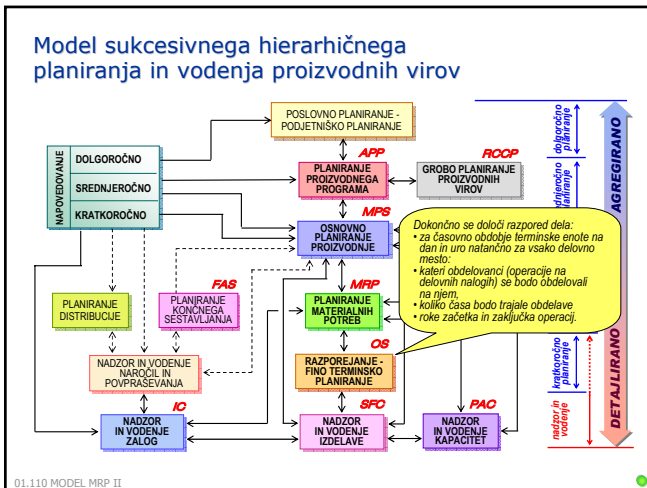 Model sukcesivnega hierarhičnega
planiranja in vodenja proizvodnih virov
POSLOVNO PLANIRANJE -
PODJETNIŠKO PLANIRANJE
NAPOVEDOVANJE
DOLGOROČNO
SREDNJEROČNO
KRATKOROČNO
APP
PLANIRANJE
PROIZVODNEGA
PROGRAMA
RCCP
GROBO PLANIRANJE
PROIZVODNIH
VIROV
MPS
OSNOVNO
PLANIRANJE
PROIZVODNJE
Dokončno se določi razpored dela:
• za časovno obdobje terminske enote na
dan in uro natančno za vsako delovno
mesto:
• kateri obdelovanci (operacije na
delovnih nalogih) se bodo obdelovali
na njem,
• koliko časa bodo trajale obdelave
• roke začetka in zaključka operacij.
PLANIRANJE
DISTRIBUCIJE
FAS
PLANIRANJE
KONČNEGA
SESTAVLJANJA
MRP
PLANIRANJE
MATERIALNIH
POTREB
NADZOR IN VODENJE
NAROČIL IN
POVPRAŠEVANJA
OS
RAZPOREJANJE -
FINO TERMINSKO
PLANIRANJE
IC
NADZOR
IN VODENJE
ZALOG
SFC
NADZOR
IN VODENJE
IZDELAVE
PAC
NADZOR
IN VODENJE
KAPACITET
dolgoročno
planiranje
planiranje
kratkoročno
planiranje
nadzor in
vodenje
AGREGIRANO
DETAJLIRANO
01.110 MODEL MRP II